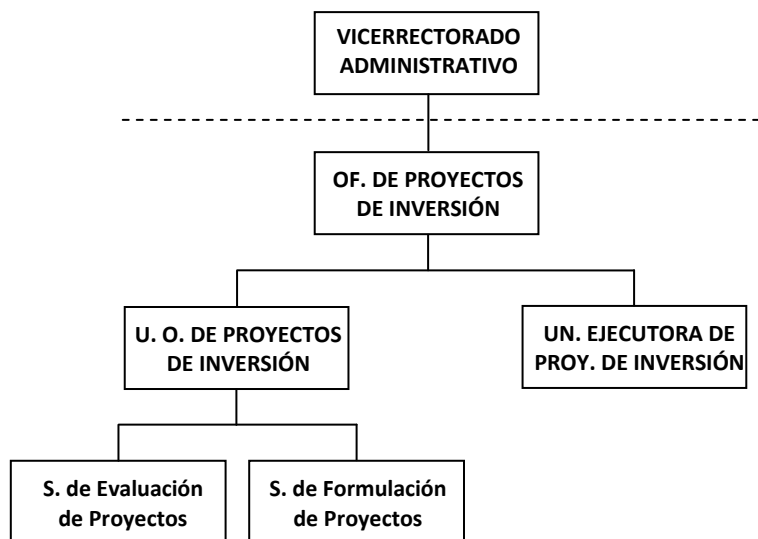 VICERRECTORADO
ADMINISTRATIVO
OF. DE PROYECTOS
DE INVERSIÓN
U. O. DE PROYECTOS
DE INVERSIÓN
UN. EJECUTORA DE
PROY. DE INVERSIÓN
S. de Evaluación
de Proyectos
S. de Formulación
de Proyectos